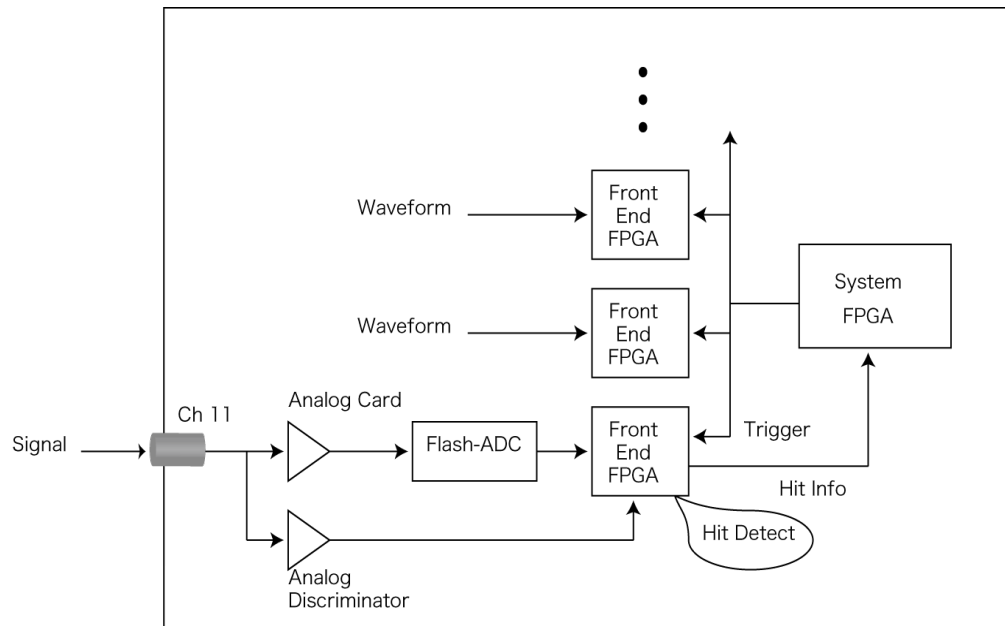 Waveform
Front
End
FPGA
System
FPGA
Waveform
Front
End
FPGA
Signal
Ch 11
Analog Card
Flash-ADC
Front
End
FPGA
Trigger
Hit Info
Hit Detect
Analog
Discriminator